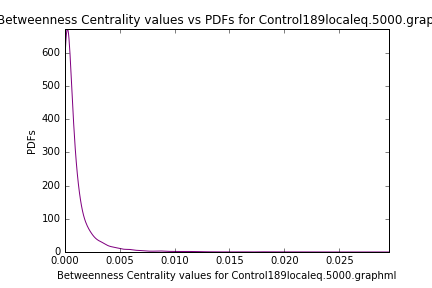 Betweenness Centrality values vs PDFs for Control189localeq.5000.grap
600
500
400
300
200
100
0
PDFs
0.000 0.005 0.010 0.015 0.020 0.025
Betweenness Centrality values for Control189localeq.5000.graphml